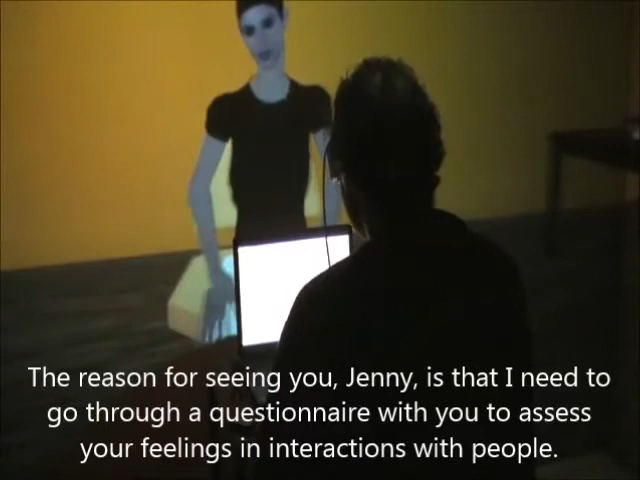 The reason for seeing you, Jenny, is that I need to
go through a questionnaire with you to assess
your feelings in interactions with people.